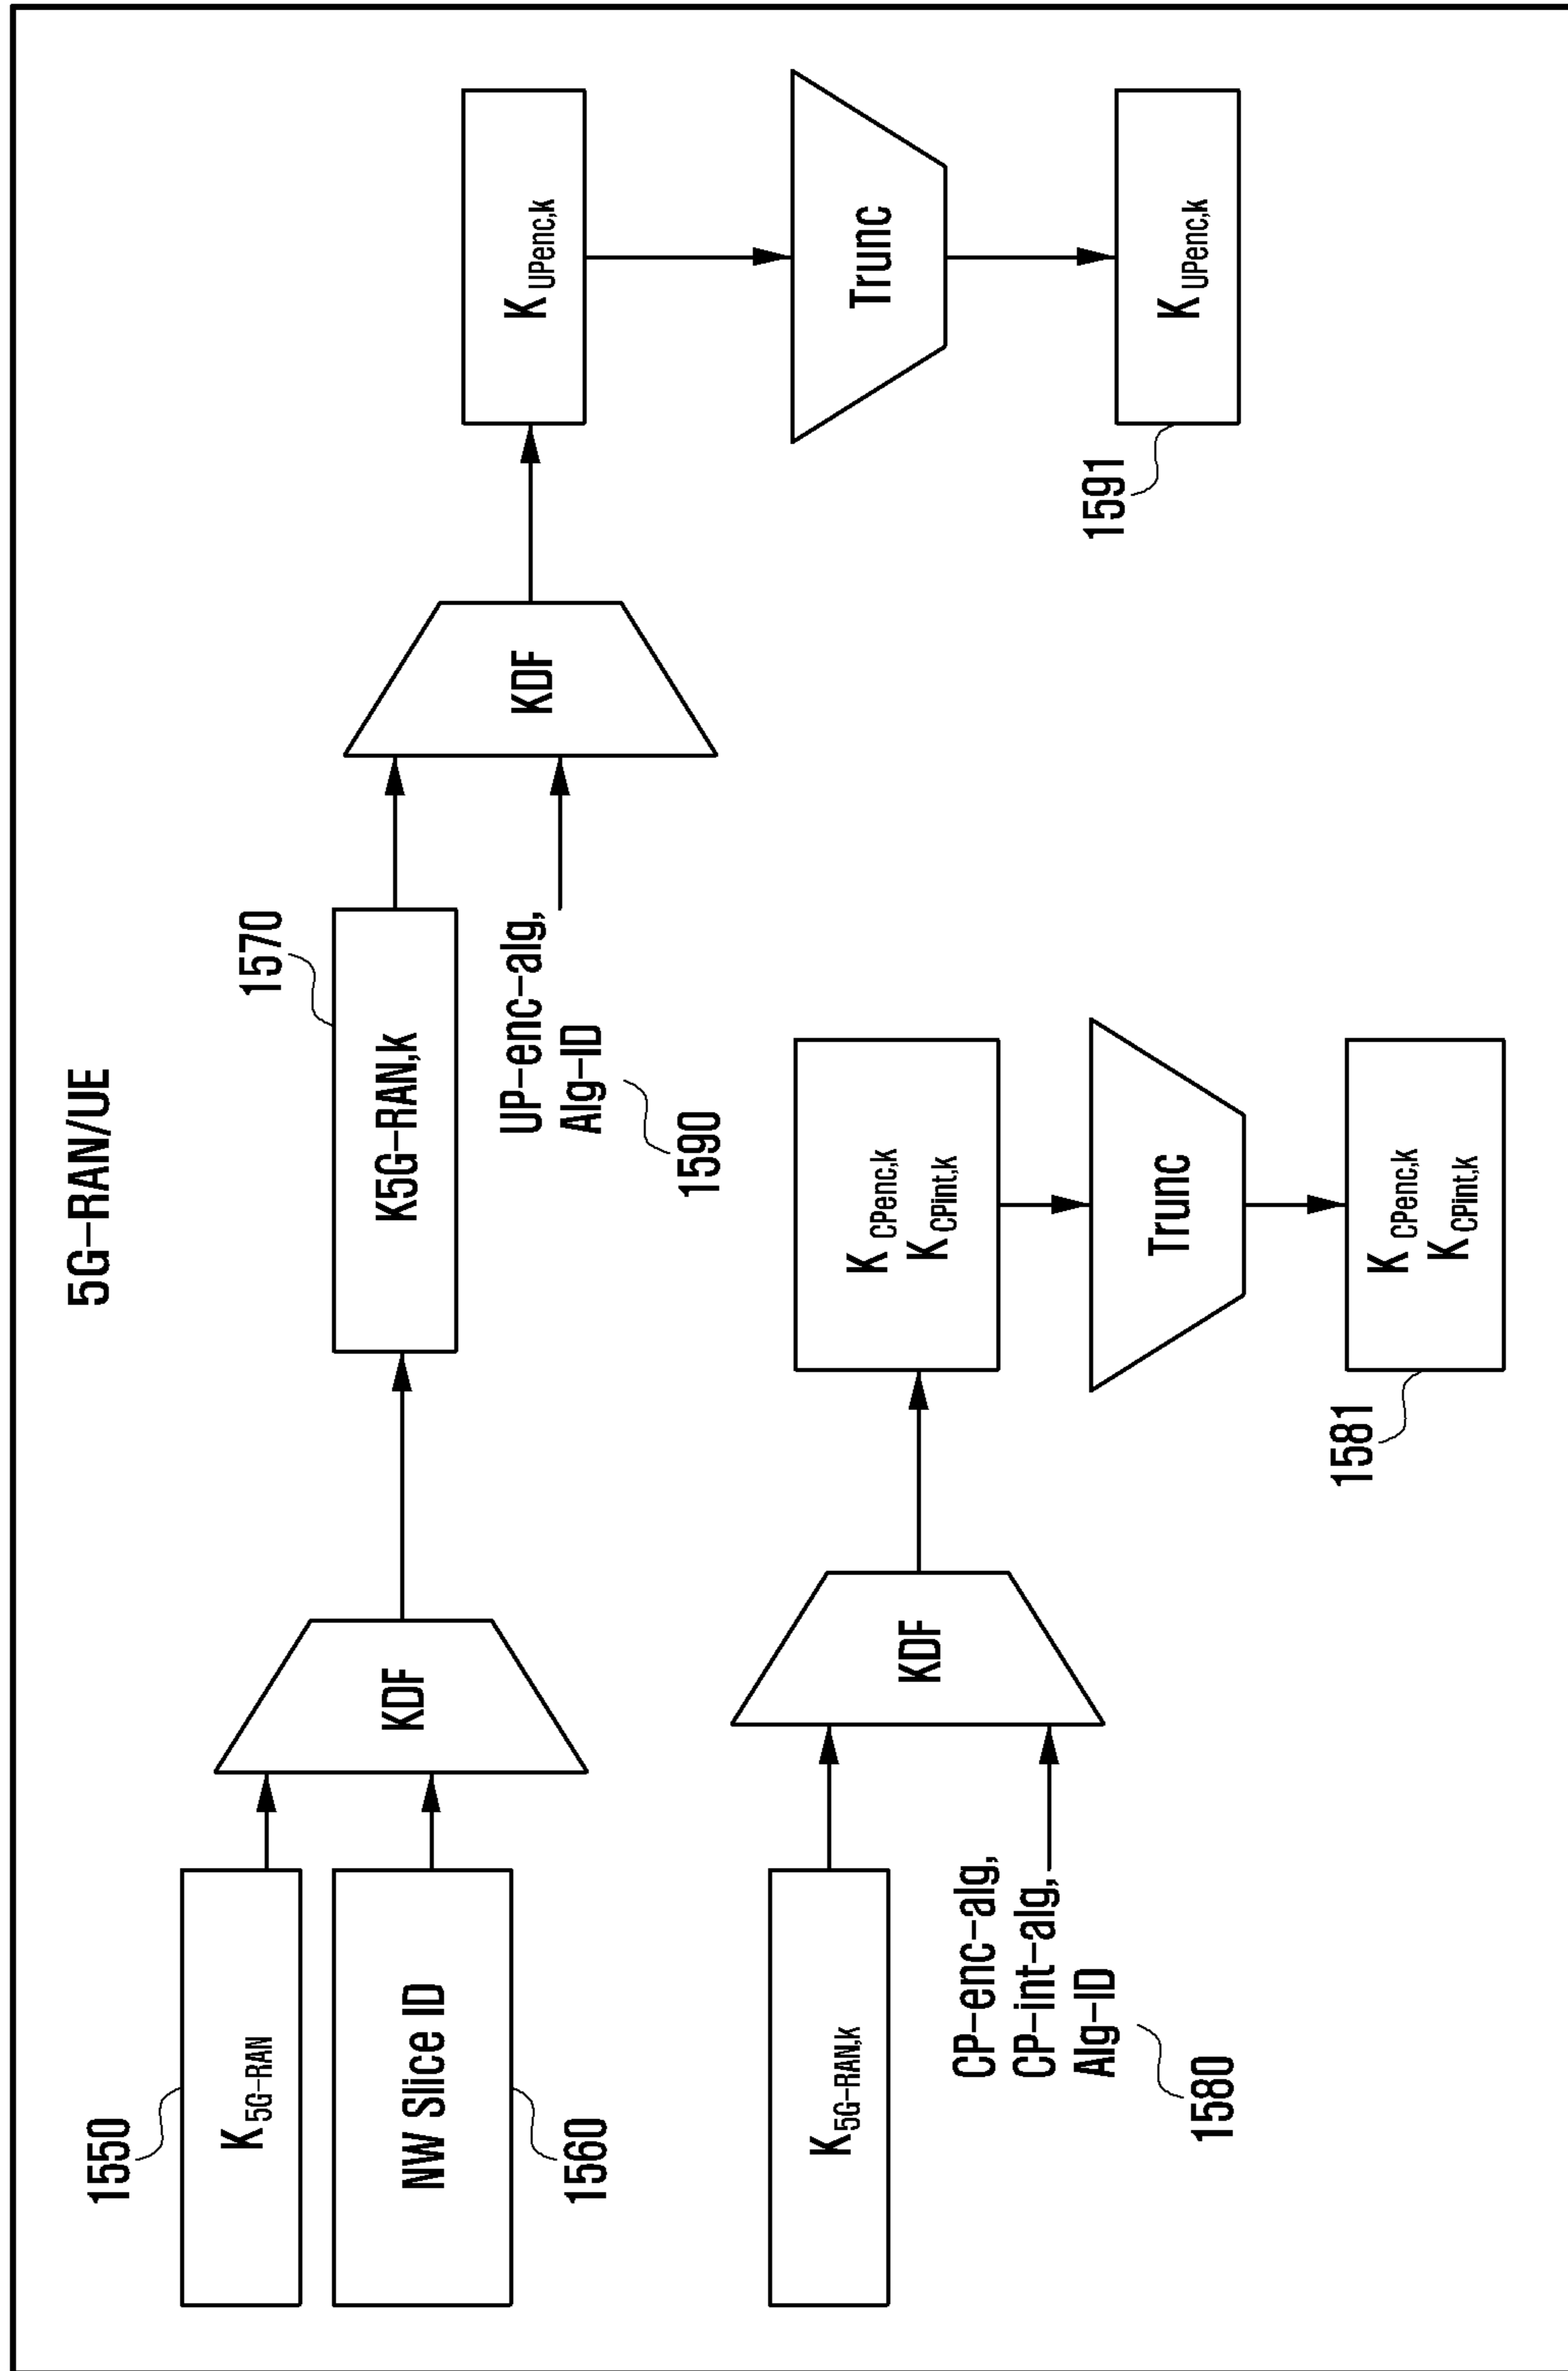 5G-RAN/UE
1550
K5G-RAN
NW Slice ID
1560
KDF
1570
K5G-RAN,k
UP-enc-alg,
Alg-ID
1590
KDF
KUPenc,k
Trunc
KUPenc,k
1591
K5G-RAN,k
CP-enc-alg,
CP-int-alg,
Alg-ID
1580
KDF
KCPenc,k
KCPint,k
Trunc
KCPenc,k
KCPint,k
1581